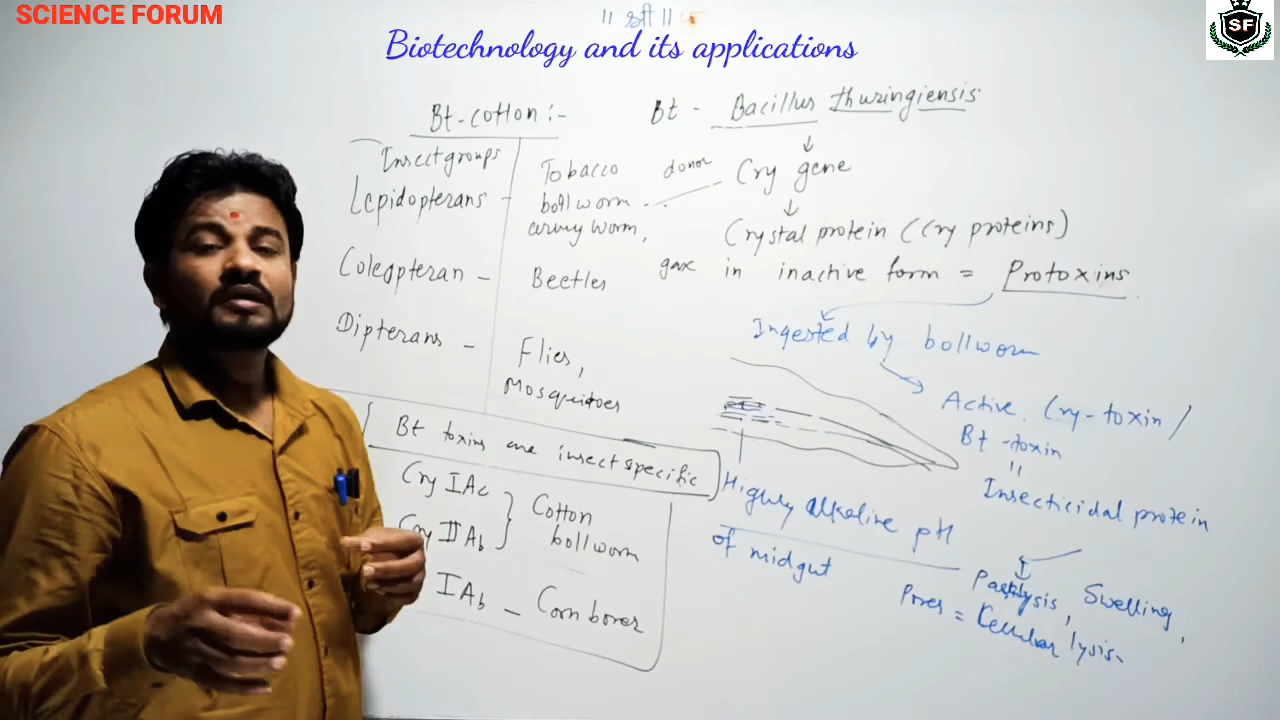 SCIENCE FORUM
॥ श्री ॥
SF
Biotechnology and its applications
Bt-cotton :-
Bt - Bacillus thuringiensis
Insect groups
Lepidopterans -
Tobacco
bollworm
army worm,
donor
Cry gene
Crystal protein (Cry proteins)
in inactive form = Protoxins
Coleopteran -
Beetles
Dipterans -
Flies,
Mosquitoes
Ingested by bollworm
Active Cry-toxin /
Bt-toxin
"
Insecticidal protein
Bt toxins are insect specific
Cry IAc
Cry IIAb
Cotton
bollworm
IAb - Corn borer
Highly alkaline pH
of midgut
Swelling,
Pores = Cellular lysis